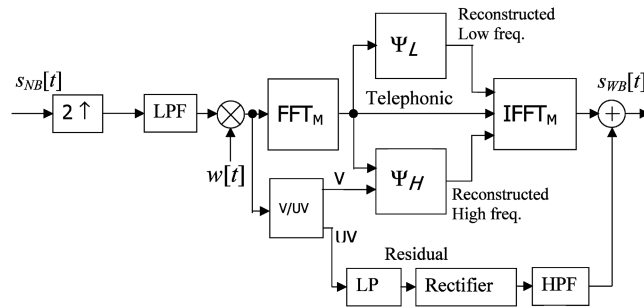 Reconstructed
Low freq.
Ψ_L
s_NB[t]
s_WB[t]
2 ↑
LPF
FFT_M
Telephonic
IFFT_M
+
w[t]
V
Ψ_H
V/UV
Reconstructed
High freq.
UV
Residual
LP
Rectifier
HPF